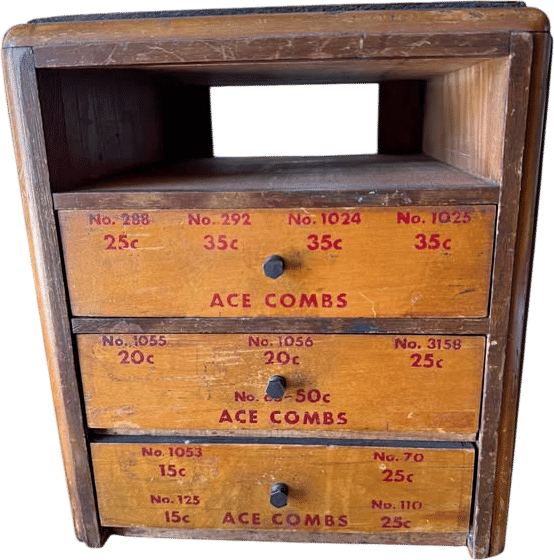 No. 288 No. 292 No. 1024 No. 1025
25c 35c 35c 35c
ACE COMBS
No. 1055 No. 1056 No. 3158
20c 20c 25c
No. 50c
ACE COMBS
No. 1053 No. 70
15c 25c
No. 125 No. 110
15c ACE COMBS 25c